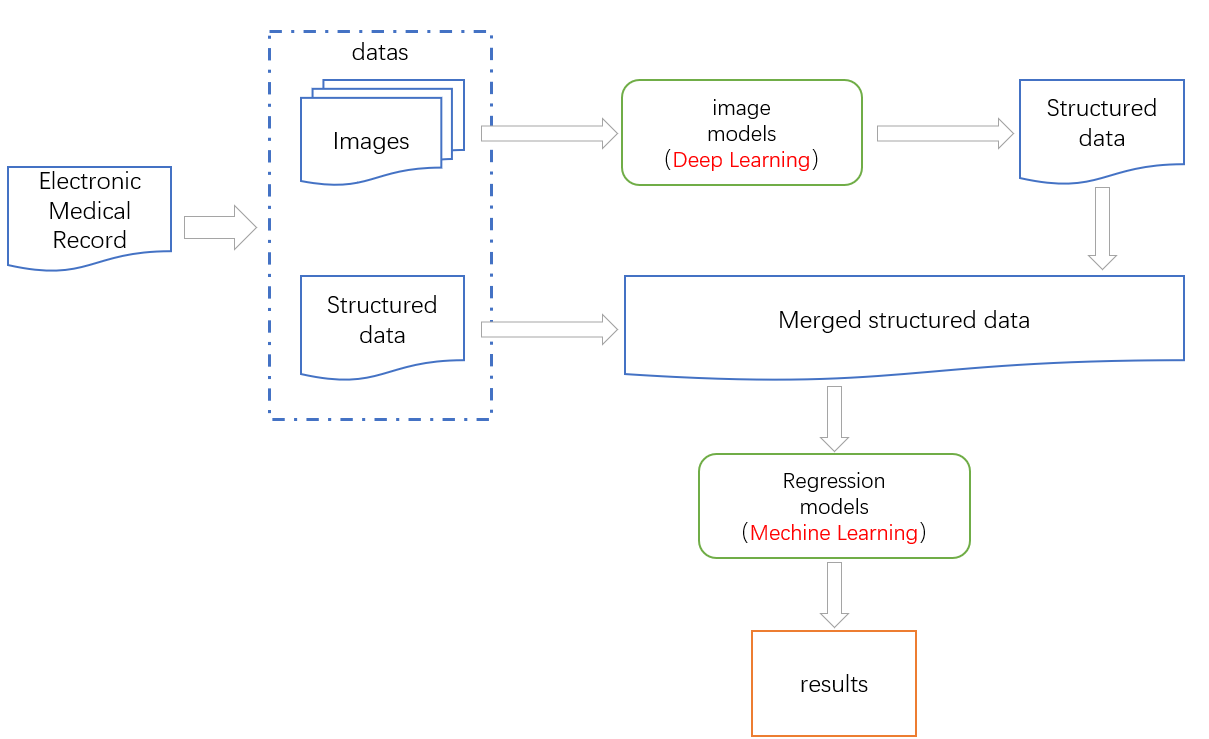 datas
Images
image
models
(Deep Learning)
Structured
data
Electronic
Medical
Record
Structured
data
Merged structured data
Regression
models
(Mechine Learning)
results